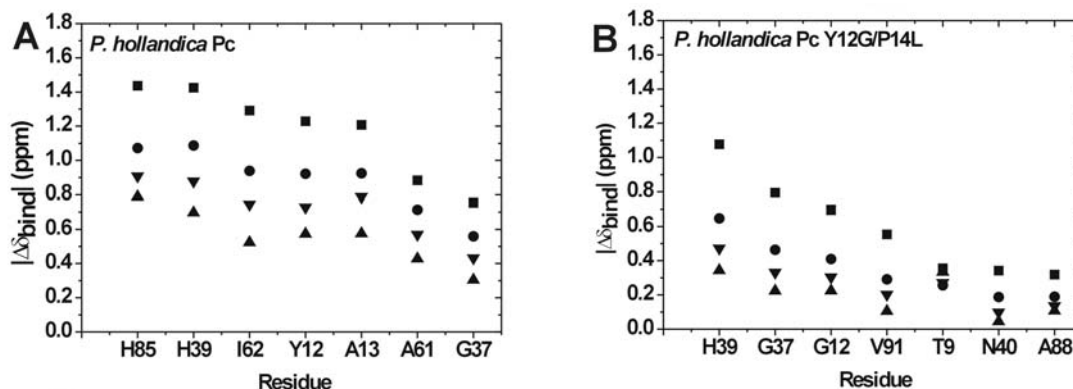 A
P. hollandica Pc
|Δδbind| (ppm)
1.8
1.6
1.4
1.2
1.0
0.8
0.6
0.4
0.2
0.0
H85 H39 I62 Y12 A13 A61 G37
Residue
B
P. hollandica Pc Y12G/P14L
|Δδbind| (ppm)
1.8
1.6
1.4
1.2
1.0
0.8
0.6
0.4
0.2
0.0
H39 G37 G12 V91 T9 N40 A88
Residue